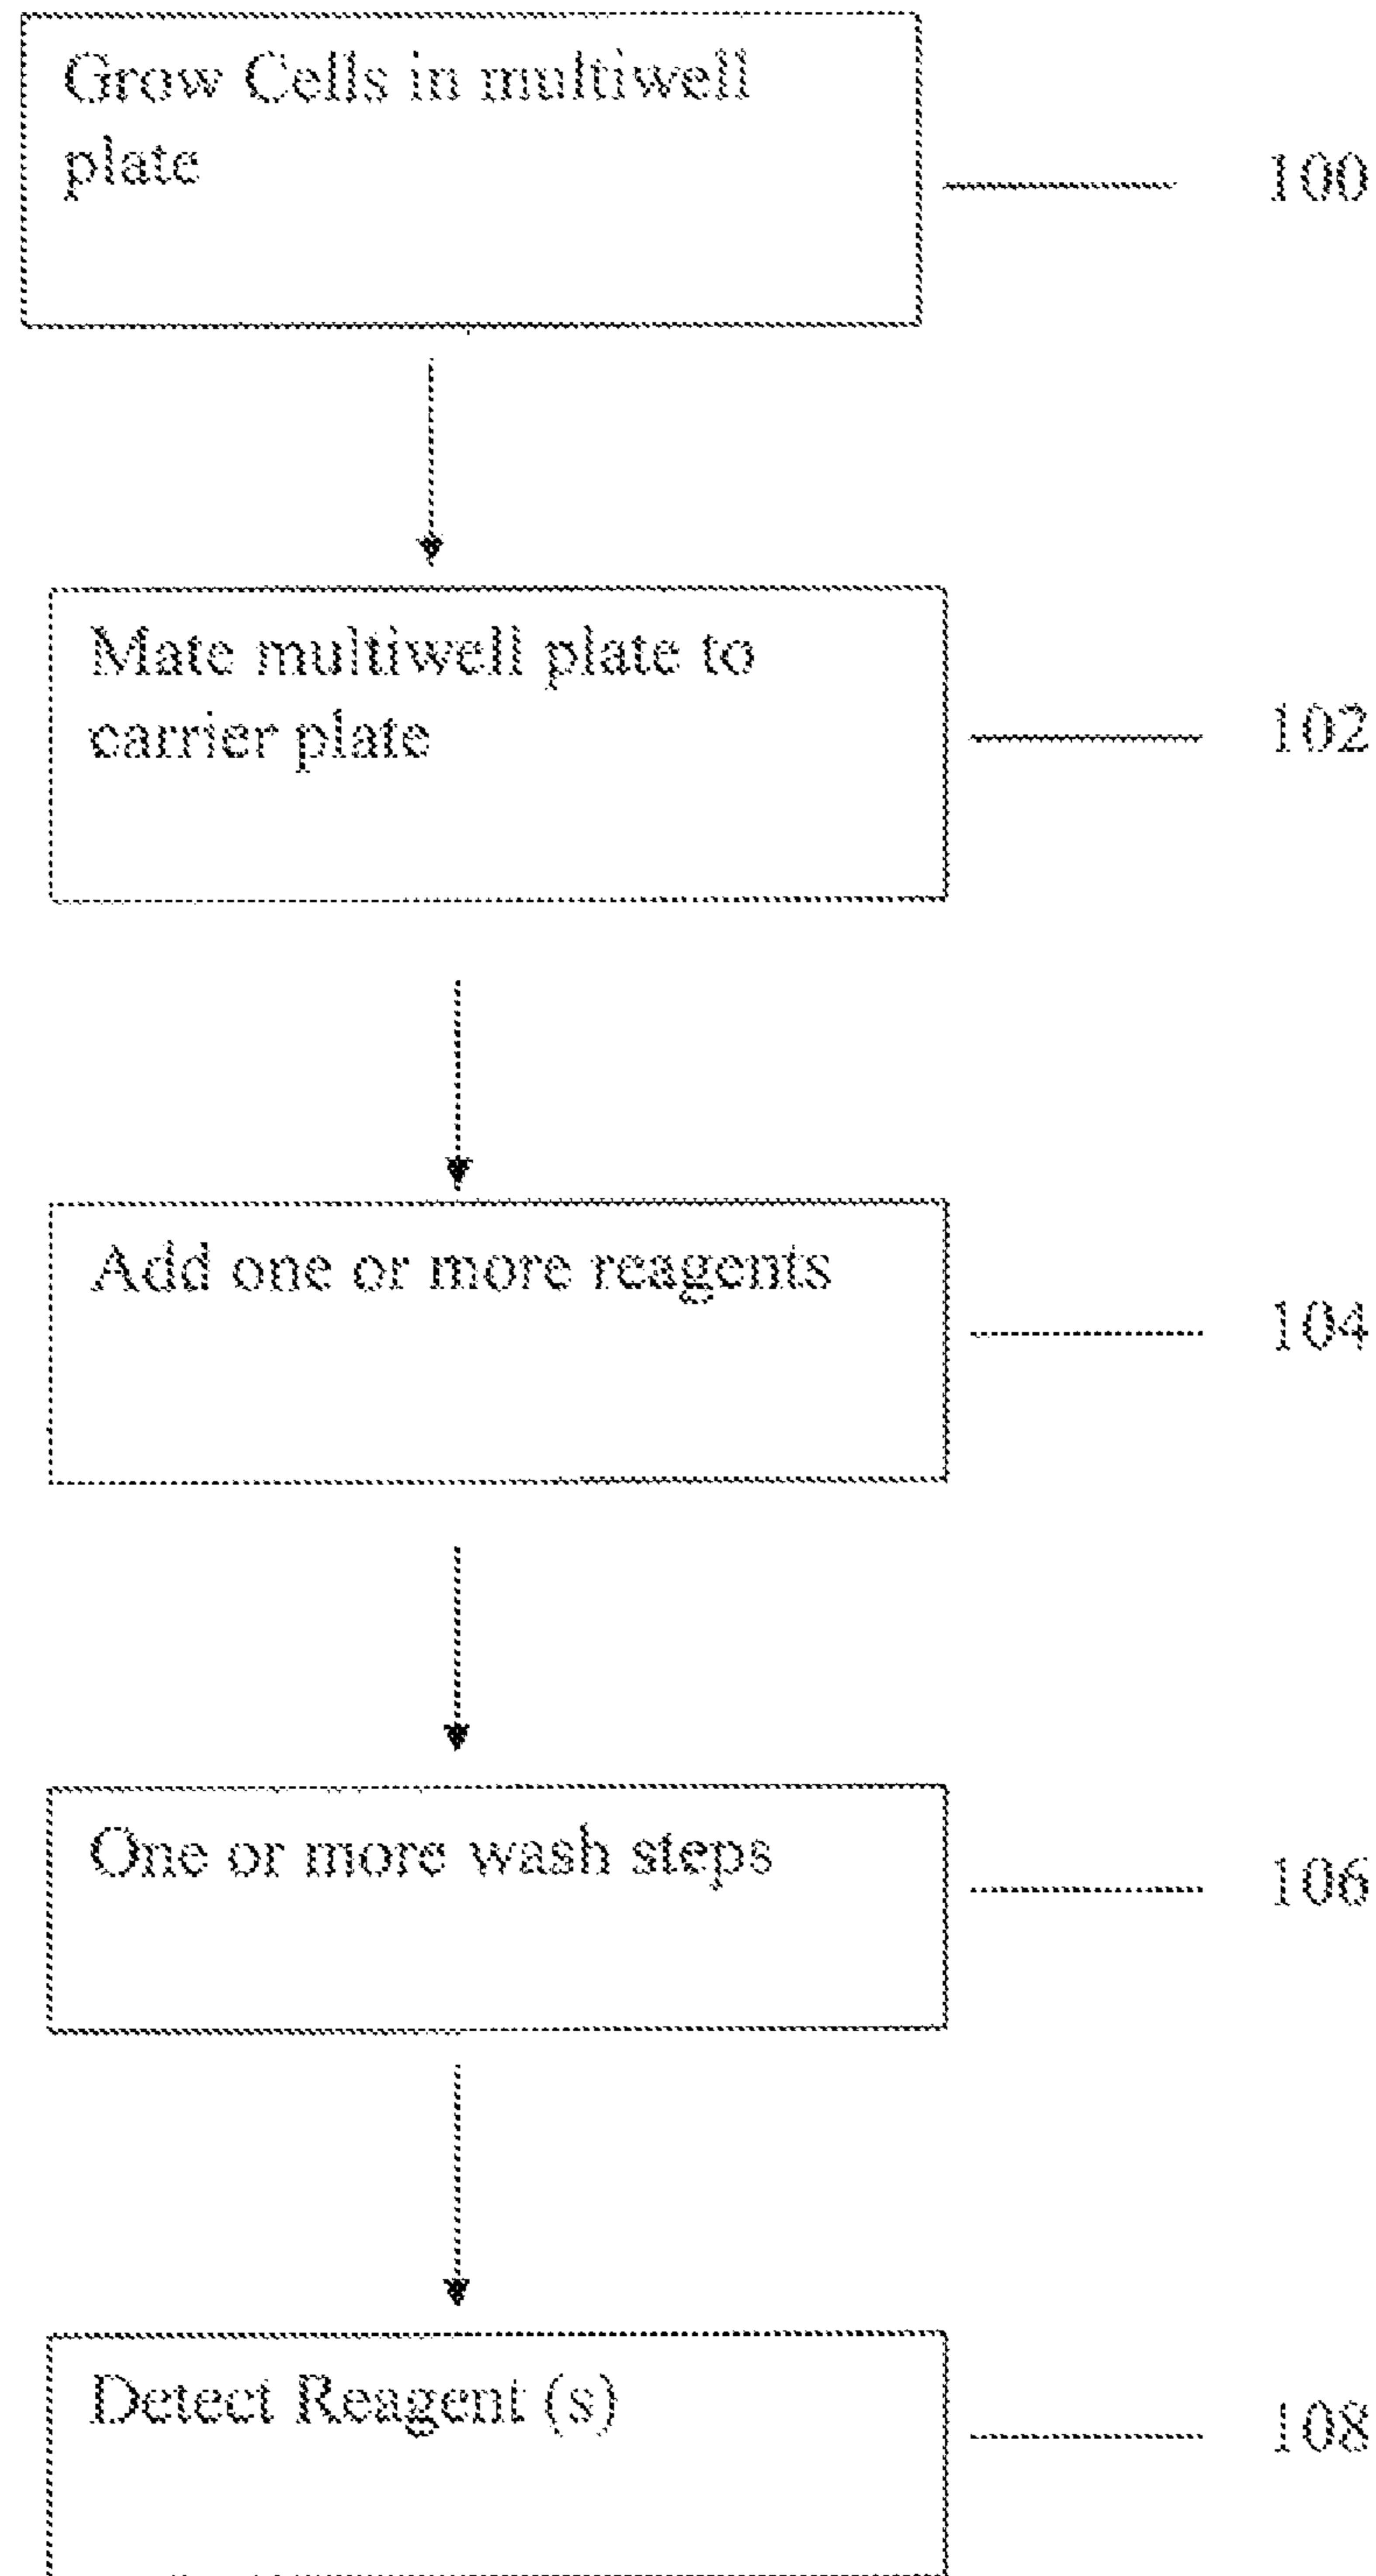 Grow Cells in multiwell
plate
100
Mate multiwell plate to
carrier plate
102
Add one or more reagents
104
One or more wash steps
106
Detect Reagent (s)
108